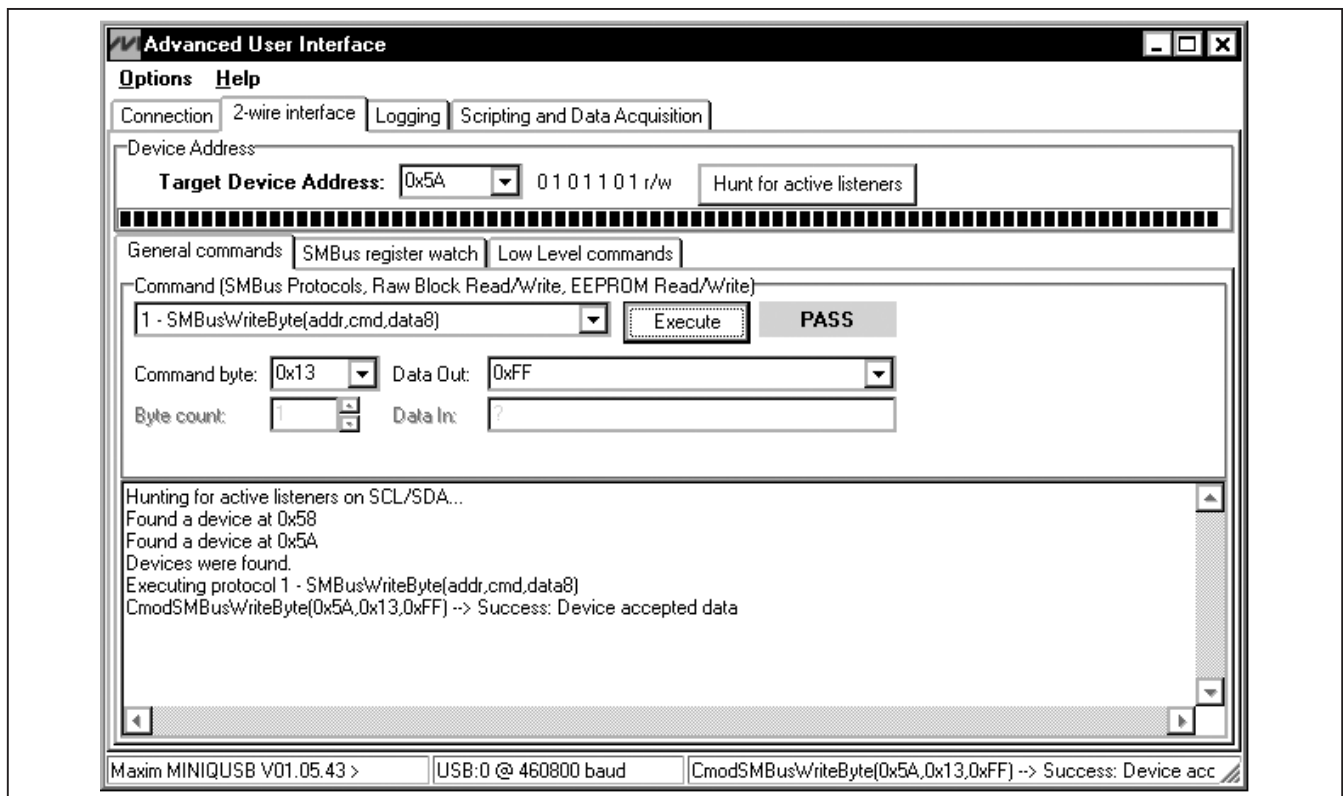 Advanced User Interface
Options Help
Connection 2-wire interface Logging Scripting and Data Acquisition
Device Address
Target Device Address: 0x5A 0 1 0 1 1 0 1 r/w Hunt for active listeners
General commands SMBus register watch Low Level commands
Command (SMBus Protocols, Raw Block Read/Write, EEPROM Read/Write)
1 - SMBusWriteByte(addr,cmd,data8) Execute PASS
Command byte: 0x13 Data Out: 0xFF
Byte count: 1 Data In: ?
Hunting for active listeners on SCL/SDA...
Found a device at 0x58
Found a device at 0x5A
Devices were found.
Executing protocol 1 - SMBusWriteByte(addr,cmd,data8)
CmodSMBusWriteByte(0x5A,0x13,0xFF) --> Success: Device accepted data
Maxim MINIQUSB V01.05.43 > USB:0 @ 460800 baud CmodSMBusWriteByte(0x5A,0x13,0xFF) --> Success: Device acc